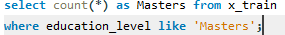 select count(*) as Masters from x_train
where education_level like 'Masters';